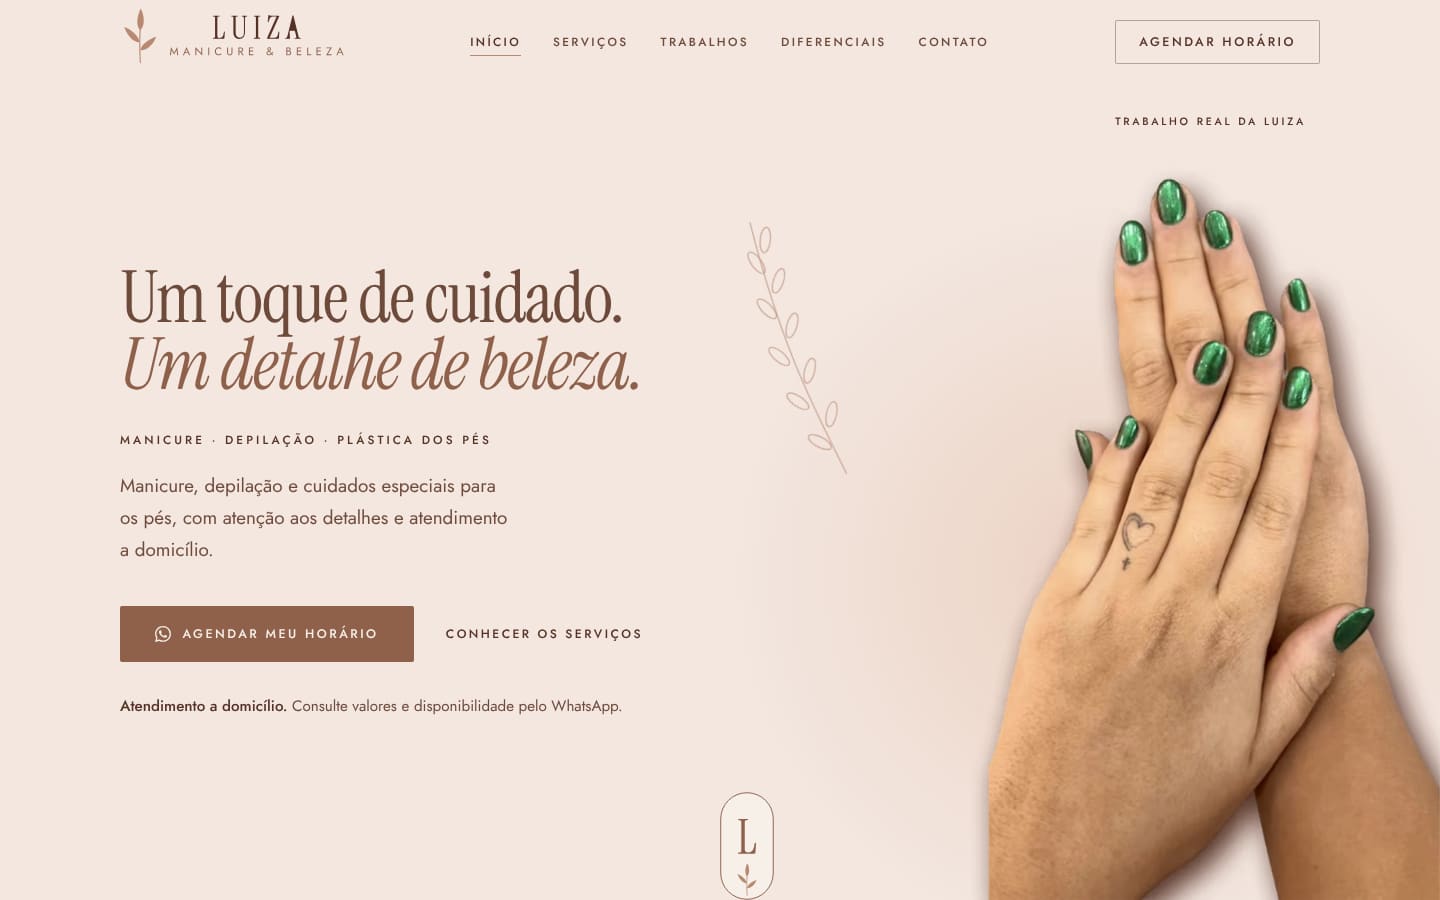 LUIZA
MANICURE & BELEZA
INÍCIO
SERVIÇOS
TRABALHOS
DIFERENCIAIS
CONTATO
AGENDAR HORÁRIO
TRABALHO REAL DA LUIZA
Um toque de cuidado.
Um detalhe de beleza.
MANICURE · DEPILAÇÃO · PLÁSTICA DOS PÉS
Manicure, depilação e cuidados especiais para
os pés, com atenção aos detalhes e atendimento
a domicílio.
AGENDAR MEU HORÁRIO
CONHECER OS SERVIÇOS
Atendimento a domicílio. Consulte valores e disponibilidade pelo WhatsApp.
L